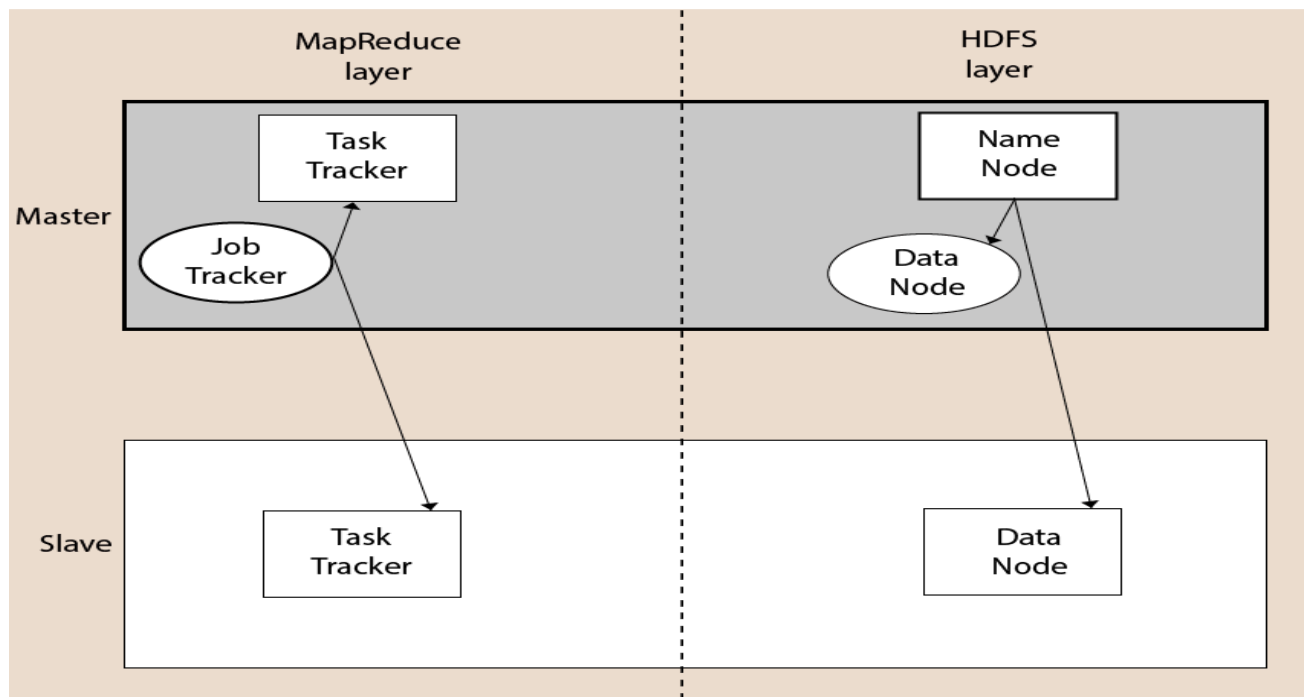 MapReduce
layer
HDFS
layer
Task
Tracker
Name
Node
Master
Job
Tracker
Data
Node
Slave
Task
Tracker
Data
Node